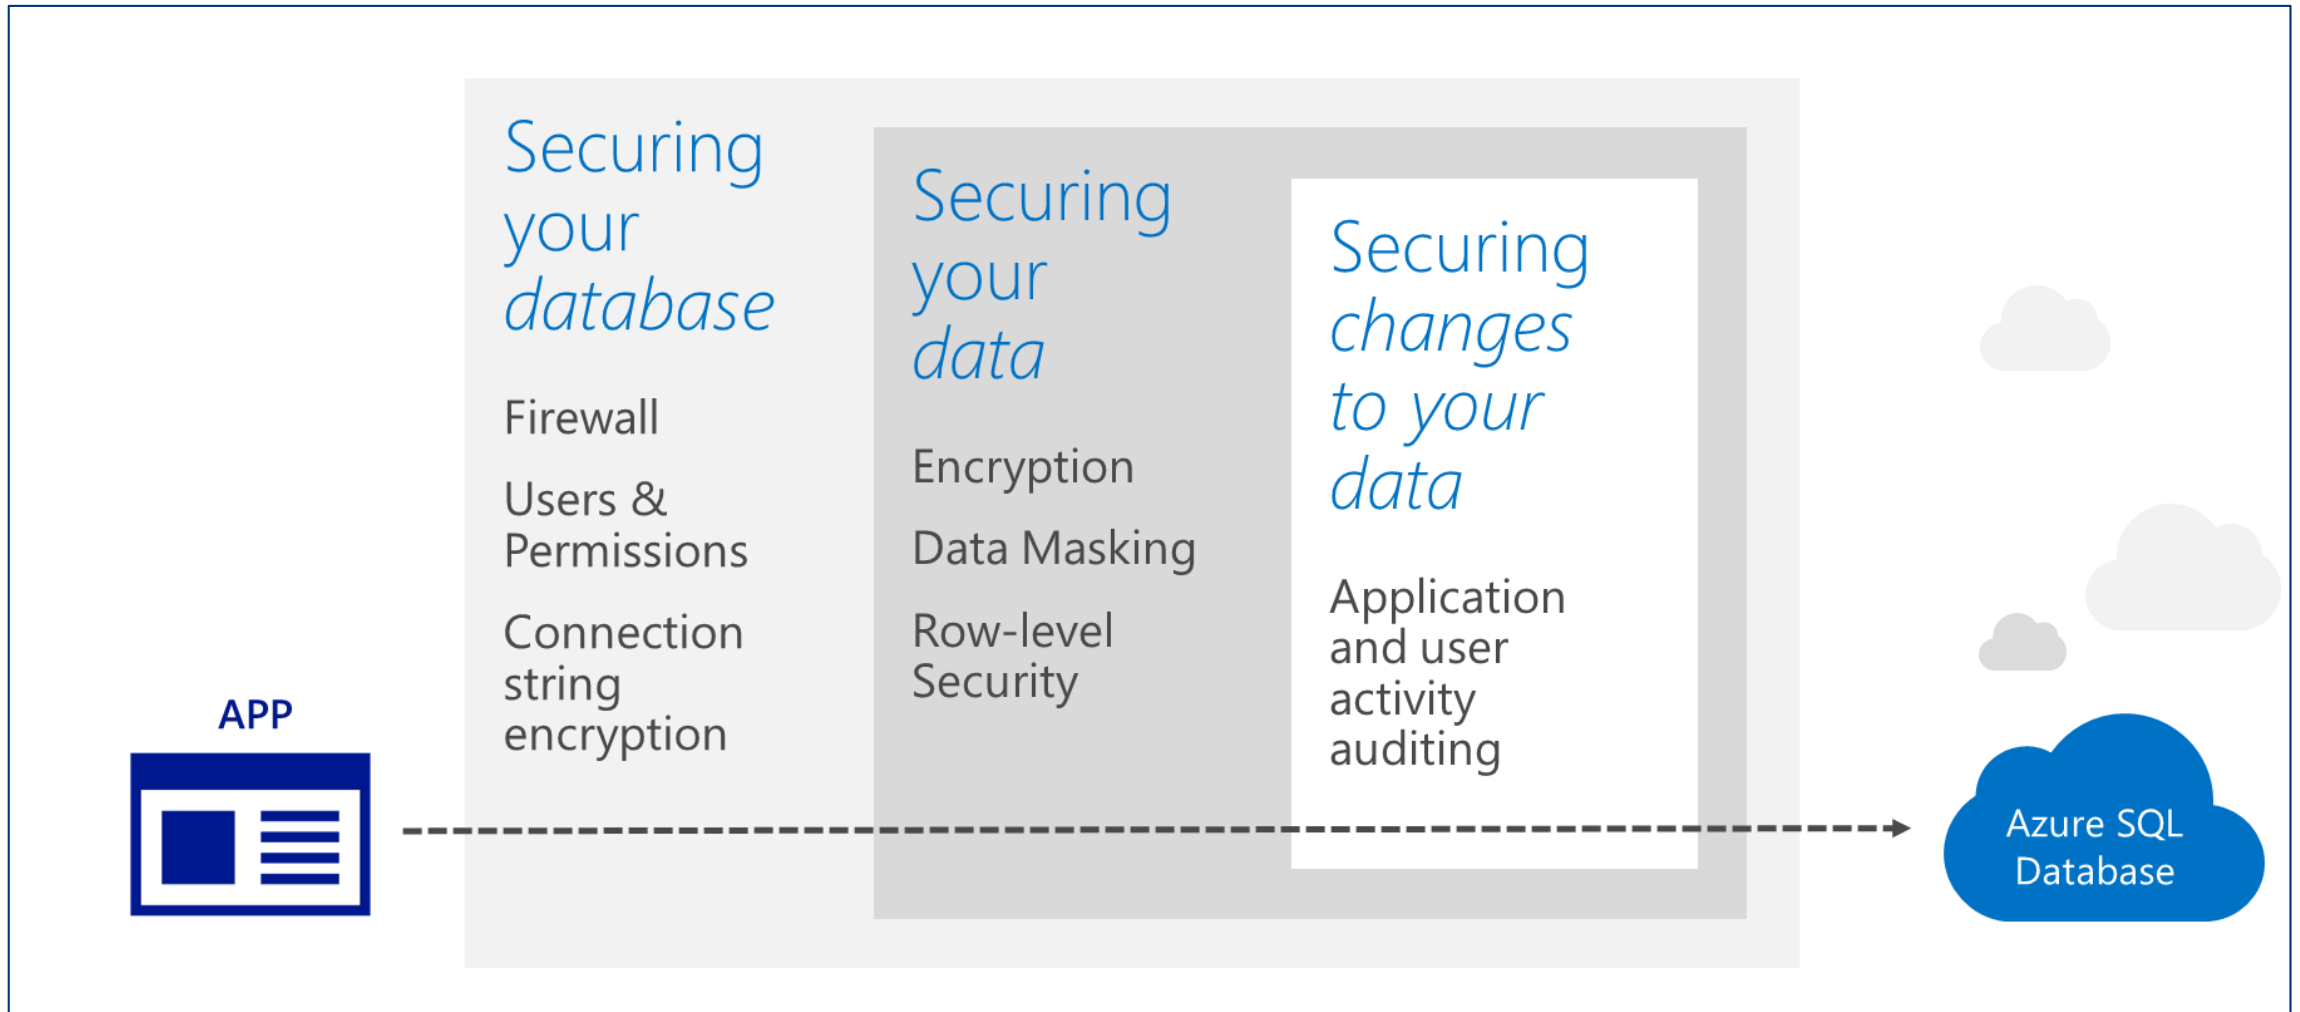 Securing
your
database
Firewall
Users &
Permissions
Connection
string
encryption
Securing
your
data
Encryption
Data Masking
Row-level
Security
Securing
changes
to your
data
Application
and user
activity
auditing
APP
Azure SQL
Database